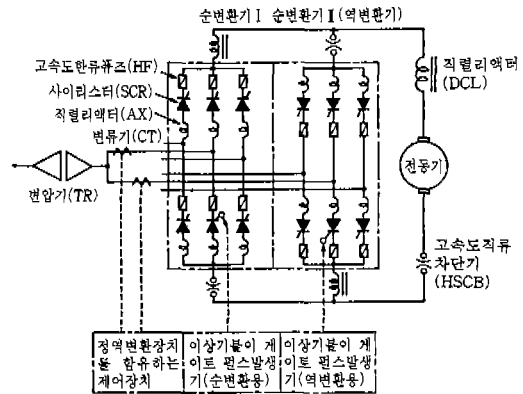 순변환기Ⅰ 순변환기Ⅱ(역변환기)
고속도한류퓨즈(HF)
사이리스터(SCR)
직렬리액터(AX)
변류기(CT)
변압기(TR)
직렬리액터
(DCL)
전동기
고속도직류
차단기
(HSCB)
정역변환장치
를 함유하는
제어장치
이상기붙이 게
이트 펄스발생
기(순변환용)
이상기붙이 게
이트 펄스발생
기(역변환용)